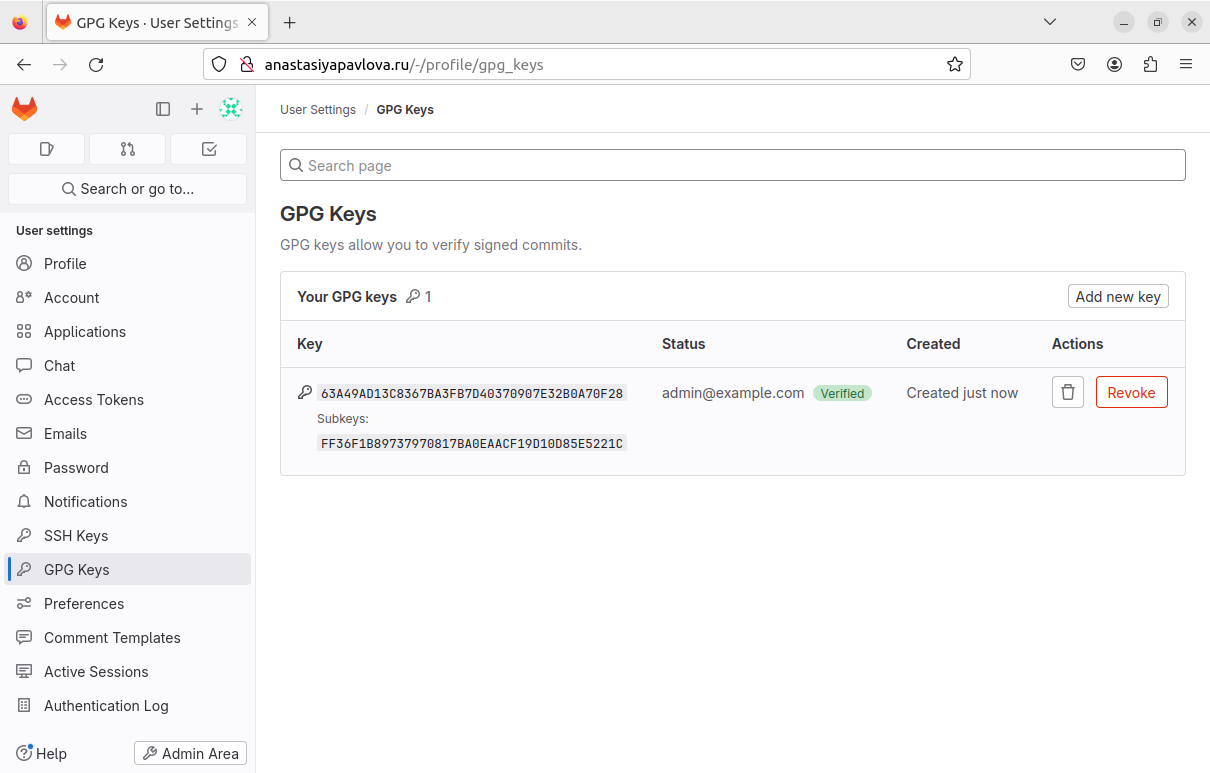 GPG Keys · User Settings
anastasiyapavlova.ru/-/profile/gpg_keys
Search or go to...
User settings
Profile
Account
Applications
Chat
Access Tokens
Emails
Password
Notifications
SSH Keys
GPG Keys
Preferences
Comment Templates
Active Sessions
Authentication Log
Help
Admin Area
User Settings / GPG Keys
Search page
GPG Keys
GPG keys allow you to verify signed commits.
Your GPG keys 1 Add new key
Key Status Created Actions
63A49AD13C8367BA3FB7D40370907E32B0A70F28 admin@example.com Verified Created just now Revoke
Subkeys:
FF36F1B89737970817BA0EAACF19D10D85E5221C